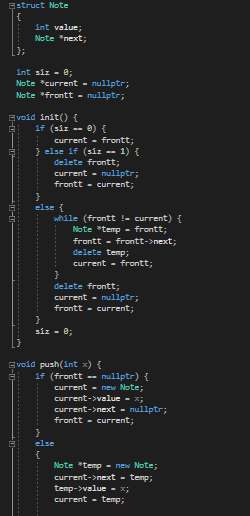 struct Note
{
int value;
Note *next;
};
int siz = 0;
Note *current = nullptr;
Note *frontt = nullptr;
void init() {
if (siz == 0) {
current = frontt;
} else if (siz == 1) {
delete frontt;
current = nullptr;
frontt = current;
}
else {
while (frontt != current) {
Note *temp = frontt;
frontt = frontt->next;
delete temp;
current = frontt;
}
delete frontt;
current = nullptr;
frontt = current;
}
siz = 0;
}
void push(int x) {
if (frontt == nullptr) {
current = new Note;
current->value = x;
current->next = nullptr;
frontt = current;
}
else
{
Note *temp = new Note;
current->next = temp;
temp->value = x;
current = temp;